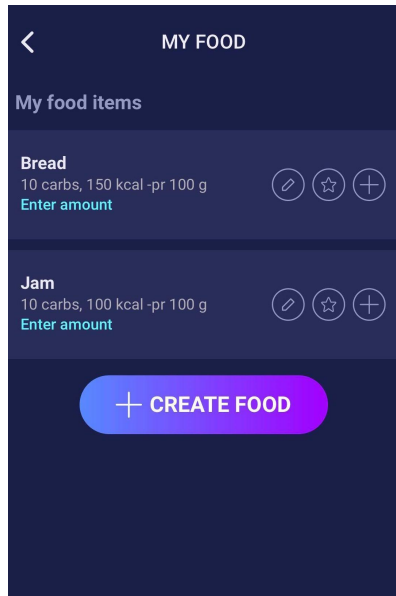 MY FOOD
My food items
Bread
10 carbs, 150 kcal -pr 100 g
Enter amount
Jam
10 carbs, 100 kcal -pr 100 g
Enter amount
CREATE FOOD